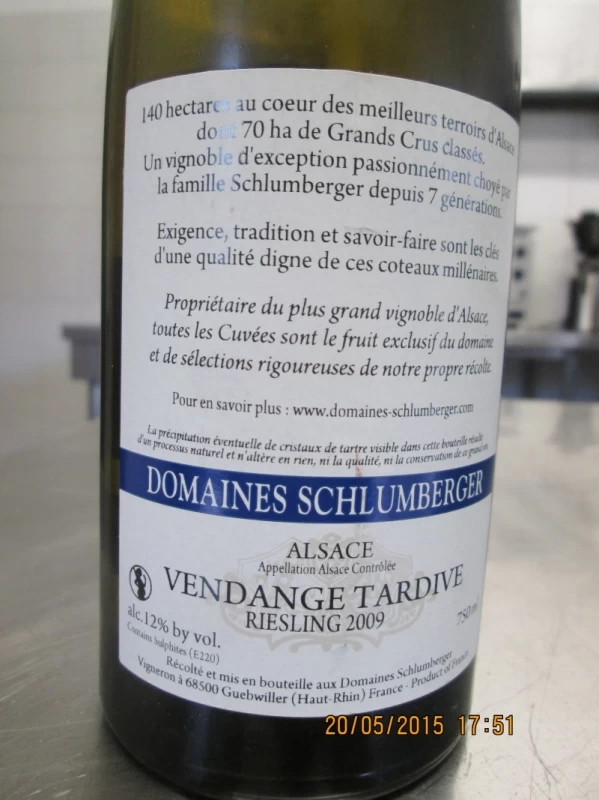 140 hectares au coeur des meilleurs terroirs d'Alsace
dont 70 ha de Grands Crus classés.
Un vignoble d'exception passionnément choyé par
la famille Schlumberger depuis 7 générations.
Exigence, tradition et savoir-faire sont les clés
d'une qualité digne de ces coteaux millénaires.
Propriétaire du plus grand vignoble d'Alsace,
toutes les Cuvées sont le fruit exclusif du domaine
et de sélections rigoureuses de notre propre récolte.
Pour en savoir plus : www.domaines-schlumberger.com
La précipitation éventuelle de cristaux de tartre visible dans cette bouteille résulte
d'un processus naturel et n'altère en rien, ni la qualité, ni la conservation de ce grand vin.
DOMAINES SCHLUMBERGER
ALSACE
Appellation Alsace Contrôlée
VENDANGE TARDIVE
RIESLING 2009
alc.12% by vol.
750 ml
Contains Sulphites (E220)
Récolté et mis en bouteille aux Domaines Schlumberger
Vigneron à 68500 Guebwiller (Haut-Rhin) France - Product of France
20/05/2015 17:51